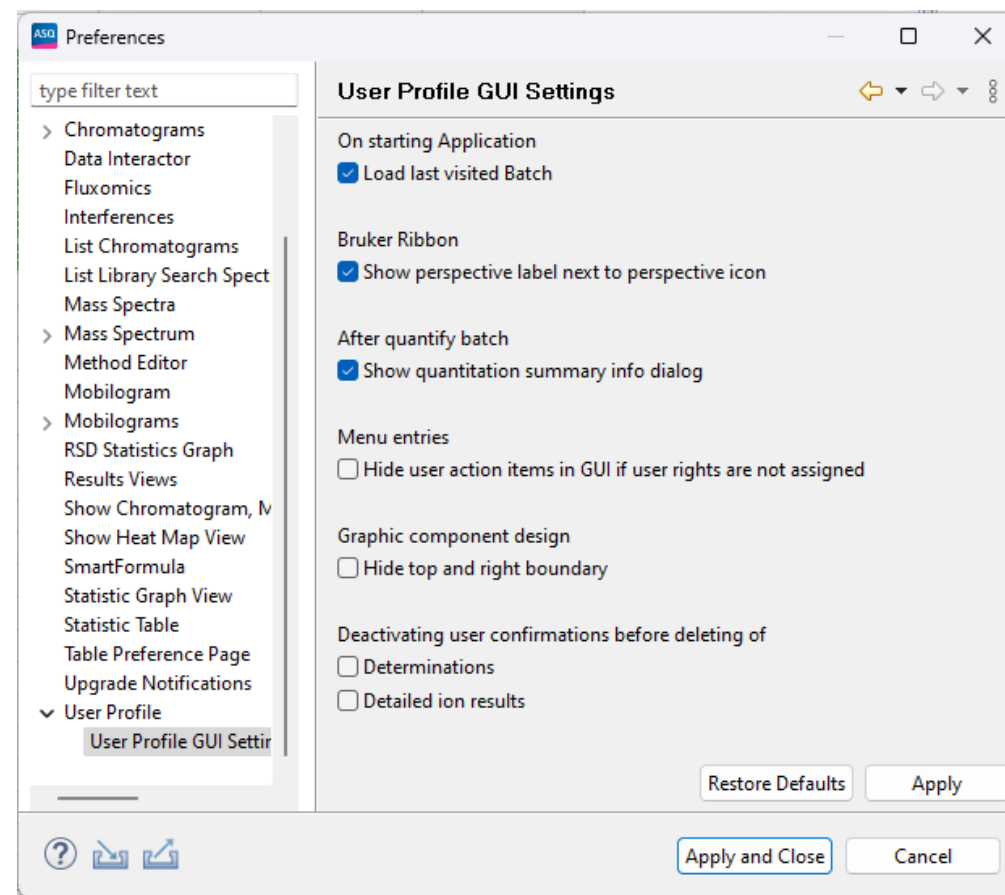 ASQ Preferences
type filter text
Chromatograms
Data Interactor
Fluxomics
Interferences
List Chromatograms
List Library Search Spect
Mass Spectra
Mass Spectrum
Method Editor
Mobilogram
Mobilograms
RSD Statistics Graph
Results Views
Show Chromatogram, M
Show Heat Map View
SmartFormula
Statistic Graph View
Statistic Table
Table Preference Page
Upgrade Notifications
User Profile
User Profile GUI Settin
User Profile GUI Settings
On starting Application
Load last visited Batch
Bruker Ribbon
Show perspective label next to perspective icon
After quantify batch
Show quantitation summary info dialog
Menu entries
Hide user action items in GUI if user rights are not assigned
Graphic component design
Hide top and right boundary
Deactivating user confirmations before deleting of
Determinations
Detailed ion results
Restore Defaults Apply
? Apply and Close Cancel